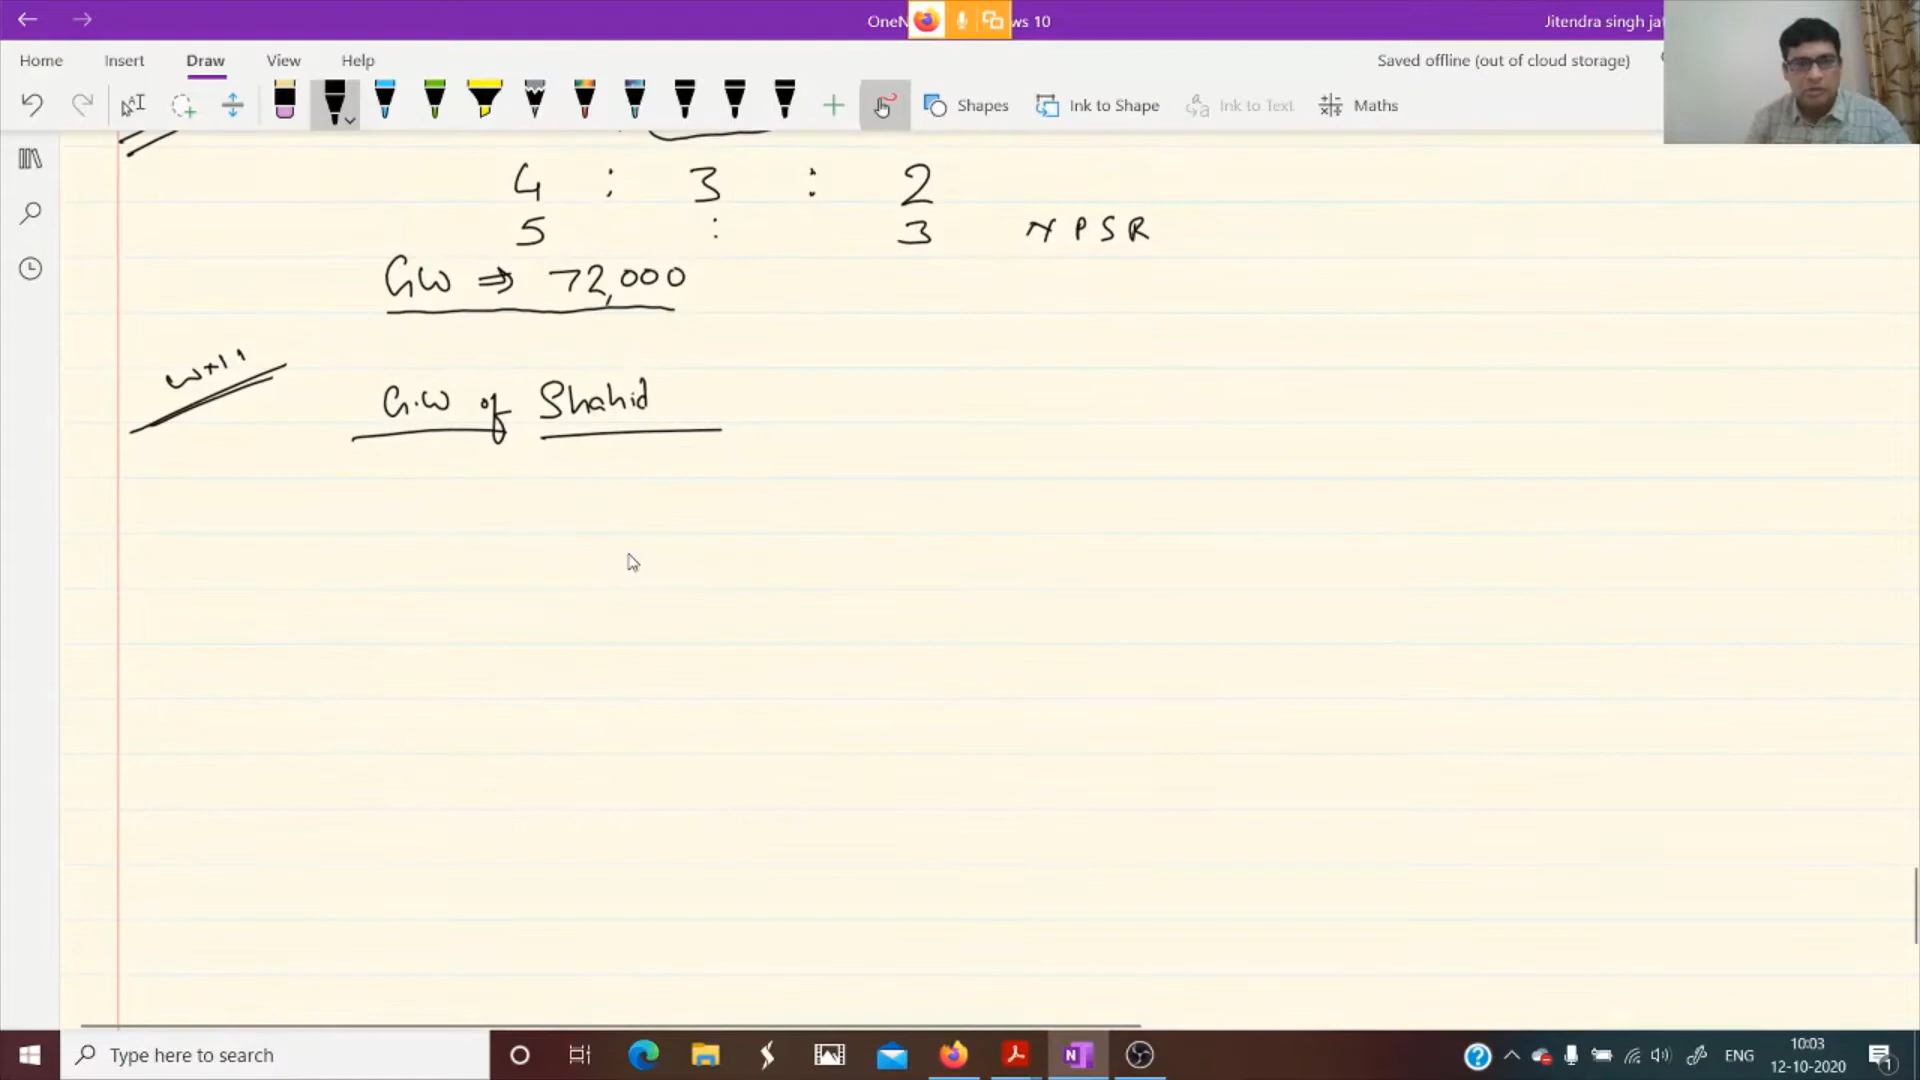 OneN ws 10 Jitendra singh jat
Home Insert Draw View Help Saved offline (out of cloud storage)
Shapes Ink to Shape Ink to Text Maths
4 : 3 : 2
5 : 3 N P S R
GW ⇒ 72,000
G.W of Shahid
Type here to search
ENG
10:03
12-10-2020
1